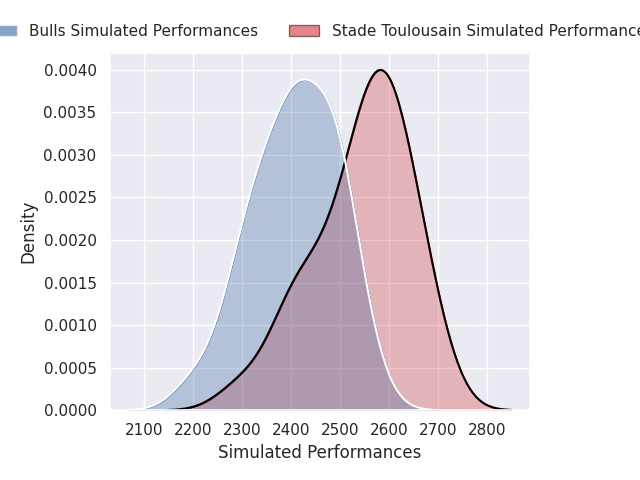 Bulls Simulated Performances
Stade Toulousain Simulated Performance
0.0040
0.0035
0.0030
0.0025
0.0020
0.0015
0.0010
0.0005
0.0000
Density
2100 2200 2300 2400 2500 2600 2700 2800
Simulated Performances